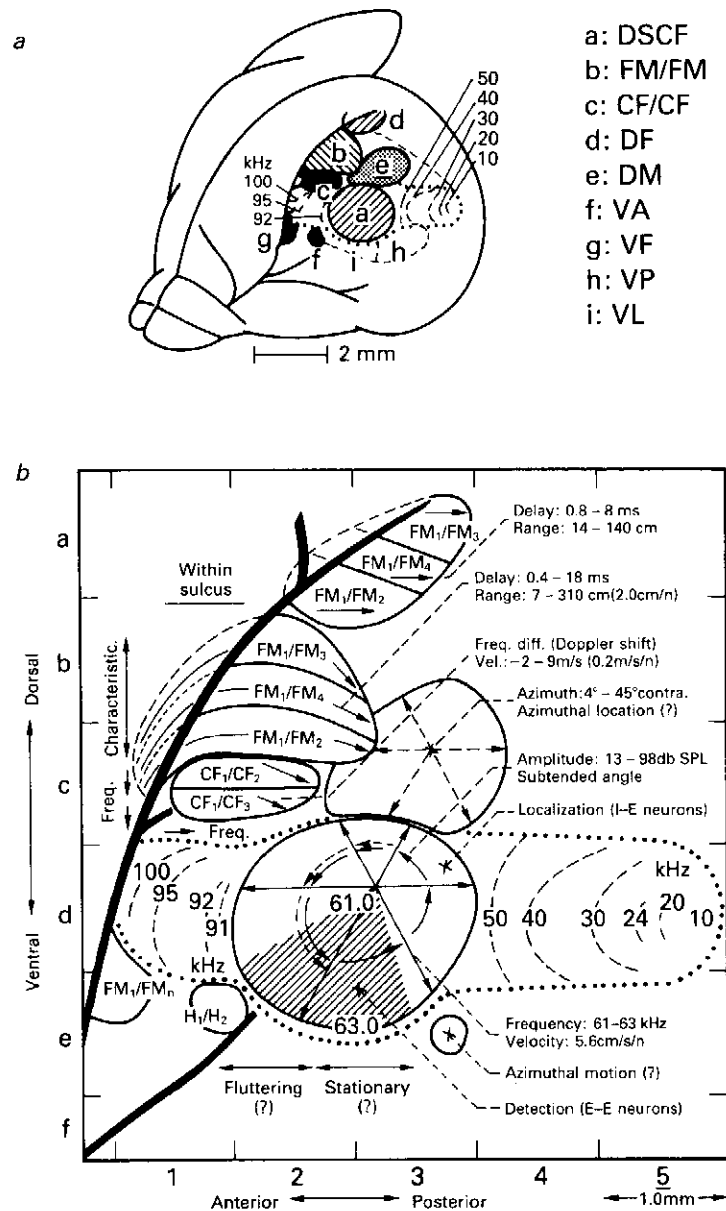 a
a: DSCF
b: FM/FM
c: CF/CF
d: DF
e: DM
f: VA
g: VF
h: VP
i: VL
50
40
30
20
10
kHz
100
95
92
a
b
c
d
e
f
g
h
i
2 mm
b
a
b
c
d
e
f
Dorsal
Ventral
Within
sulcus
Characteristic.
Freq.
FM1/FM3
FM1/FM4
FM1/FM2
FM1/FM3
FM1/FM4
FM1/FM2
CF1/CF2
CF1/CF3
Freq.
Delay: 0.8 – 8 ms
Range: 14 – 140 cm
Delay: 0.4 – 18 ms
Range: 7 – 310 cm(2.0cm/n)
Freq. diff. (Doppler shift)
Vel.: –2 – 9m/s (0.2m/s/n)
Azimuth:4° – 45°contra.
Azimuthal location (?)
Amplitude: 13 – 98db SPL
Subtended angle
Localization (I–E neurons)
100
95
92
91
kHz
61.0
63.0
kHz
50 40 30 24 20 10
FM1/FMn
H1/H2
Frequency: 61–63 kHz
Velocity: 5.6cm/s/n
Azimuthal motion (?)
Detection (E–E neurons)
Fluttering
(?)
Stationary
(?)
1 2 3 4 5
Anterior Posterior
1.0mm